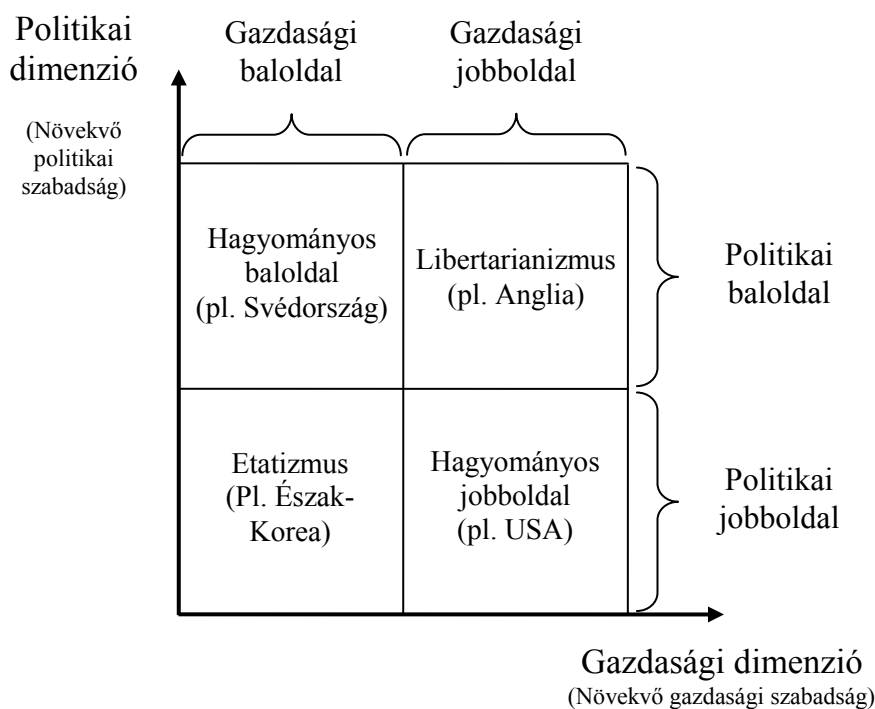 Politikai
dimenzió
(Növekvő
politikai
szabadság)
Gazdasági
baloldal
Gazdasági
jobboldal
Hagyományos
baloldal
(pl. Svédország)
Libertarianizmus
(pl. Anglia)
Politikai
baloldal
Etatizmus
(Pl. Észak-
Korea)
Hagyományos
jobboldal
(pl. USA)
Politikai
jobboldal
Gazdasági dimenzió
(Növekvő gazdasági szabadság)